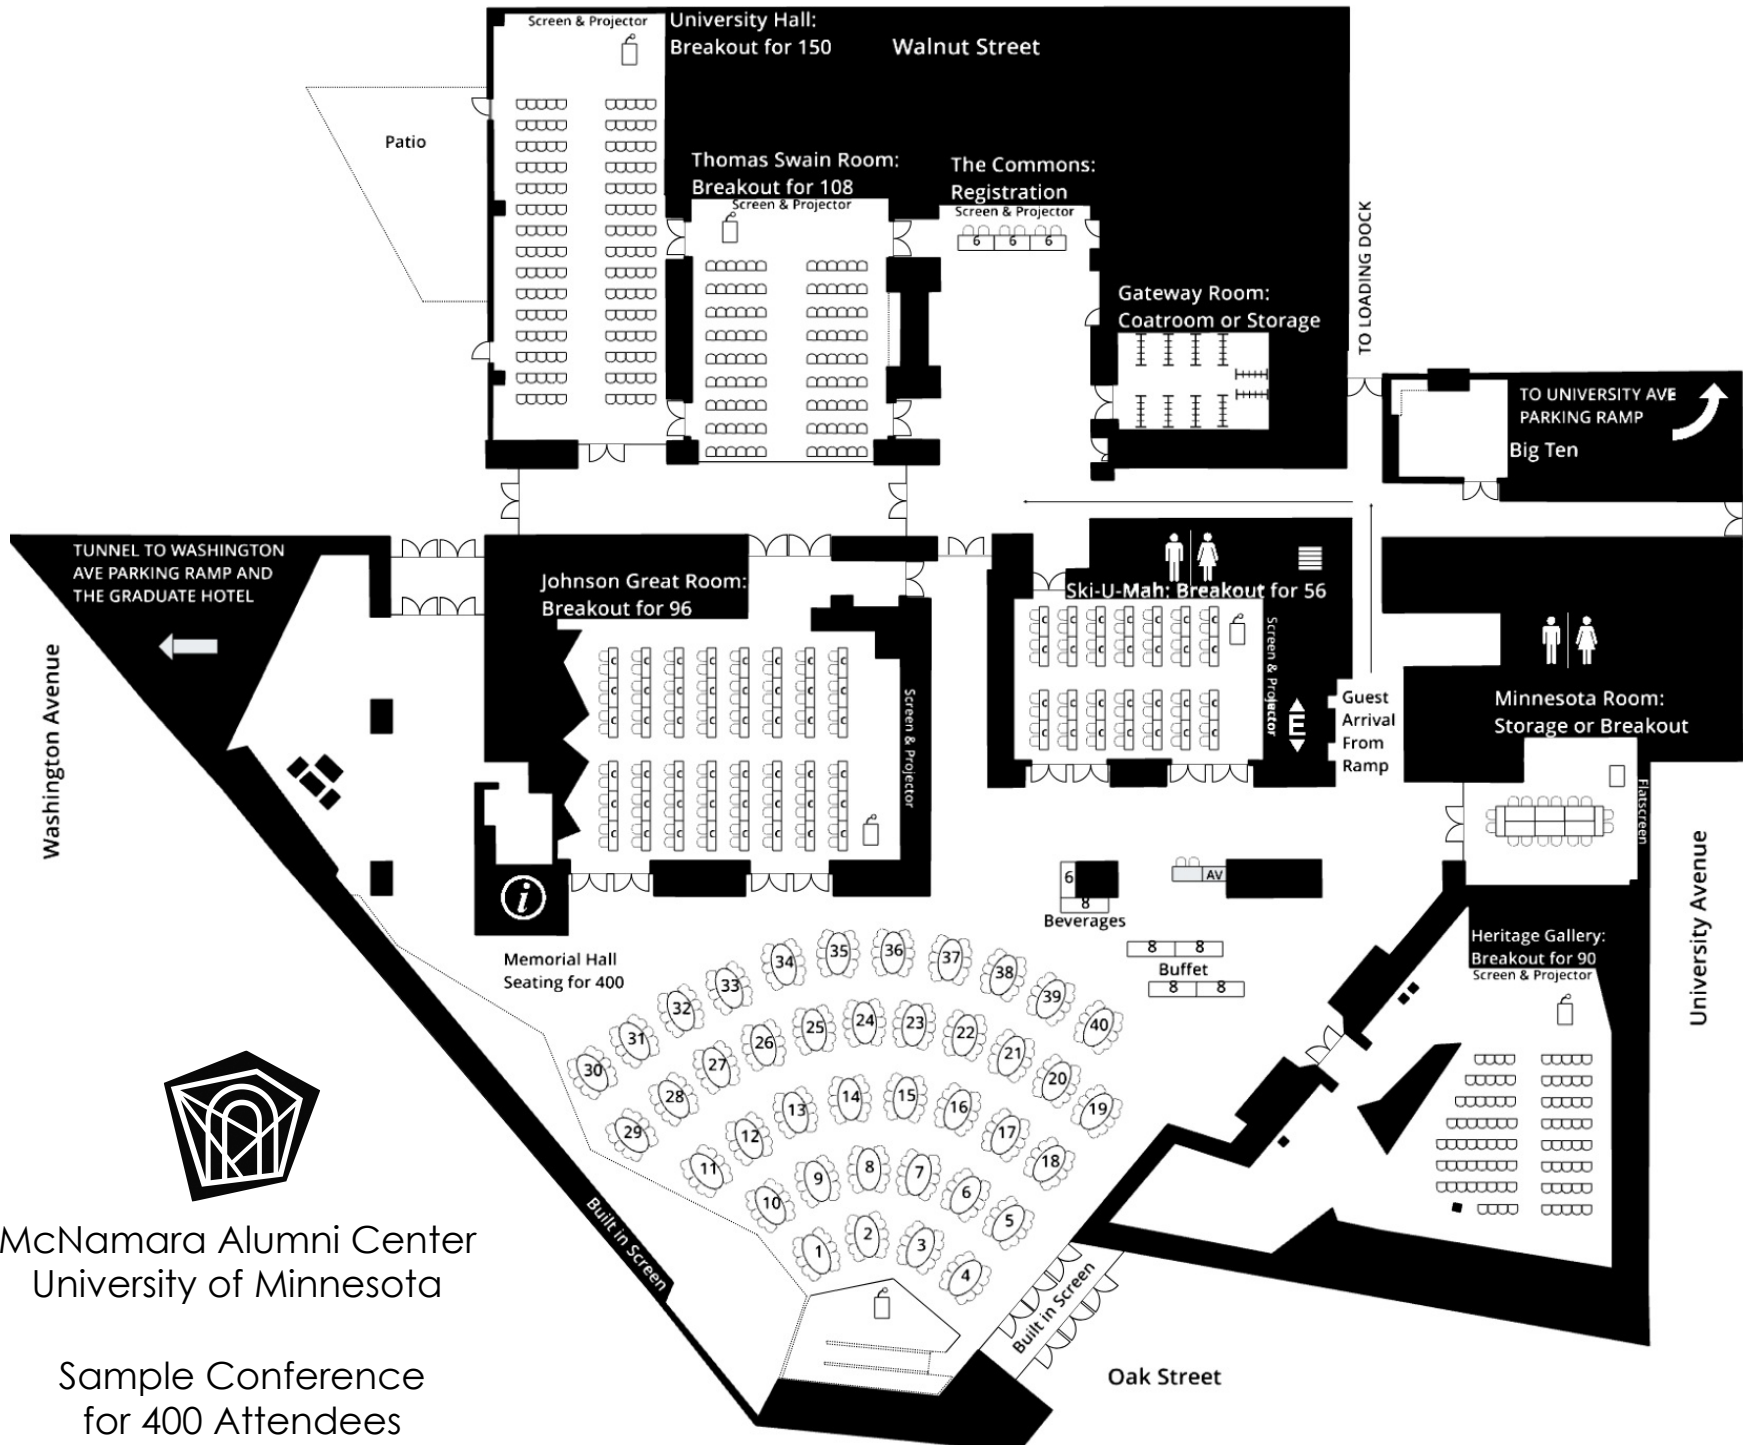 Screen & Projector
University Hall:
Breakout for 150
Walnut Street
Patio
Thomas Swain Room:
Breakout for 108
Screen & Projector
The Commons:
Registration
Screen & Projector
6 6 6
TO LOADING DOCK
Gateway Room:
Coatroom or Storage
TO UNIVERSITY AVE
PARKING RAMP
Big Ten
TUNNEL TO WASHINGTON
AVE PARKING RAMP AND
THE GRADUATE HOTEL
Washington Avenue
Johnson Great Room:
Breakout for 96
Screen & Projector
Ski-U-Mah: Breakout for 56
Screen & Projector
E
Guest
Arrival
From
Ramp
Minnesota Room:
Storage or Breakout
Flatscreen
University Avenue
i
6
8
Beverages
AV
8 8
Buffet
8 8
Heritage Gallery:
Breakout for 90
Screen & Projector
Memorial Hall
Seating for 400
34 35 36 37 38
32 33 39 40
30 31 26 25 24 23 22 21
29 28 27 20 19
11 12 13 14 15 16 17 18
10 9 8 7 6 5
1 2 3 4
Built in Screen
Built in Screen
Oak Street
McNamara Alumni Center
University of Minnesota
Sample Conference
for 400 Attendees